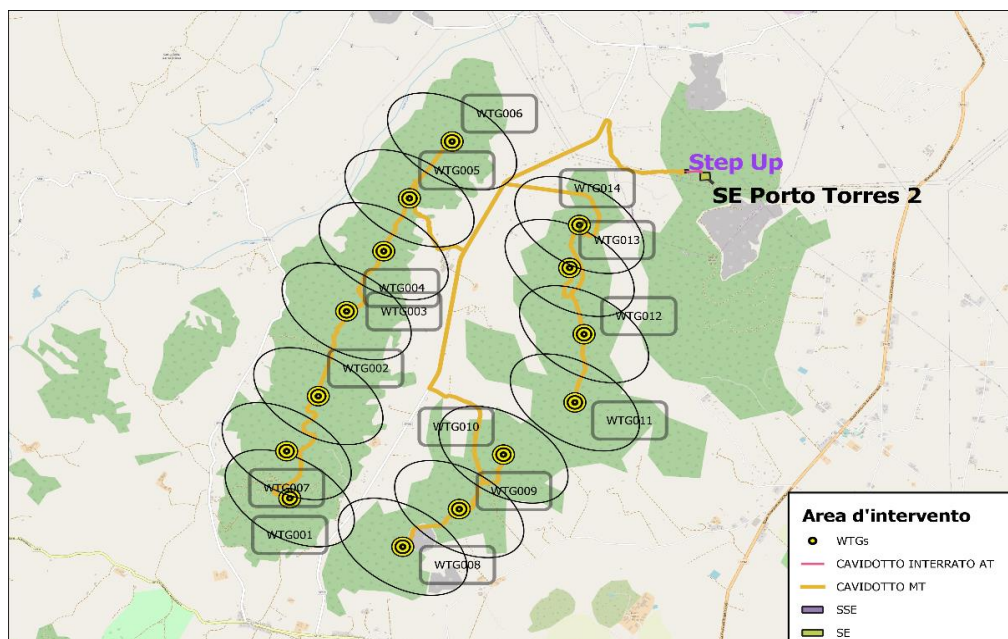 WTG006
WTG005
Step Up
WTG014
SE Porto Torres 2
WTG013
WTG004
WTG003
WTG012
WTG002
WTG010
WTG011
WTG007
WTG009
WTG001
WTG008
Area d'intervento
WTGs
CAVIDOTTO INTERRATO AT
CAVIDOTTO MT
SSE
SE